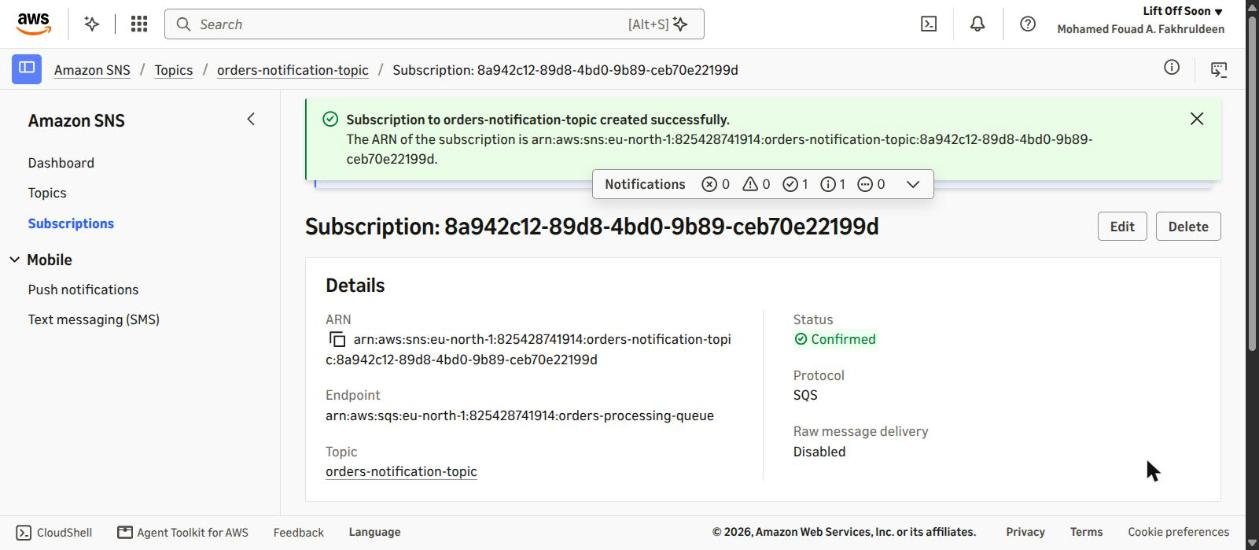 aws
Search
[Alt+S]
Lift Off Soon
Mohamed Fouad A. Fakhruldeen
Amazon SNS / Topics / orders-notification-topic / Subscription: 8a942c12-89d8-4bd0-9b89-ceb70e22199d
Amazon SNS
Dashboard
Topics
Subscriptions
Mobile
Push notifications
Text messaging (SMS)
Subscription to orders-notification-topic created successfully.
The ARN of the subscription is arn:aws:sns:eu-north-1:825428741914:orders-notification-topic:8a942c12-89d8-4bd0-9b89-
ceb70e22199d.
Notifications 0 0 1 1 0
Subscription: 8a942c12-89d8-4bd0-9b89-ceb70e22199d
Edit
Delete
Details
ARN
arn:aws:sns:eu-north-1:825428741914:orders-notification-topi
c:8a942c12-89d8-4bd0-9b89-ceb70e22199d
Endpoint
arn:aws:sqs:eu-north-1:825428741914:orders-processing-queue
Topic
orders-notification-topic
Status
Confirmed
Protocol
SQS
Raw message delivery
Disabled
CloudShell
Agent Toolkit for AWS
Feedback
Language
© 2026, Amazon Web Services, Inc. or its affiliates.
Privacy
Terms
Cookie preferences